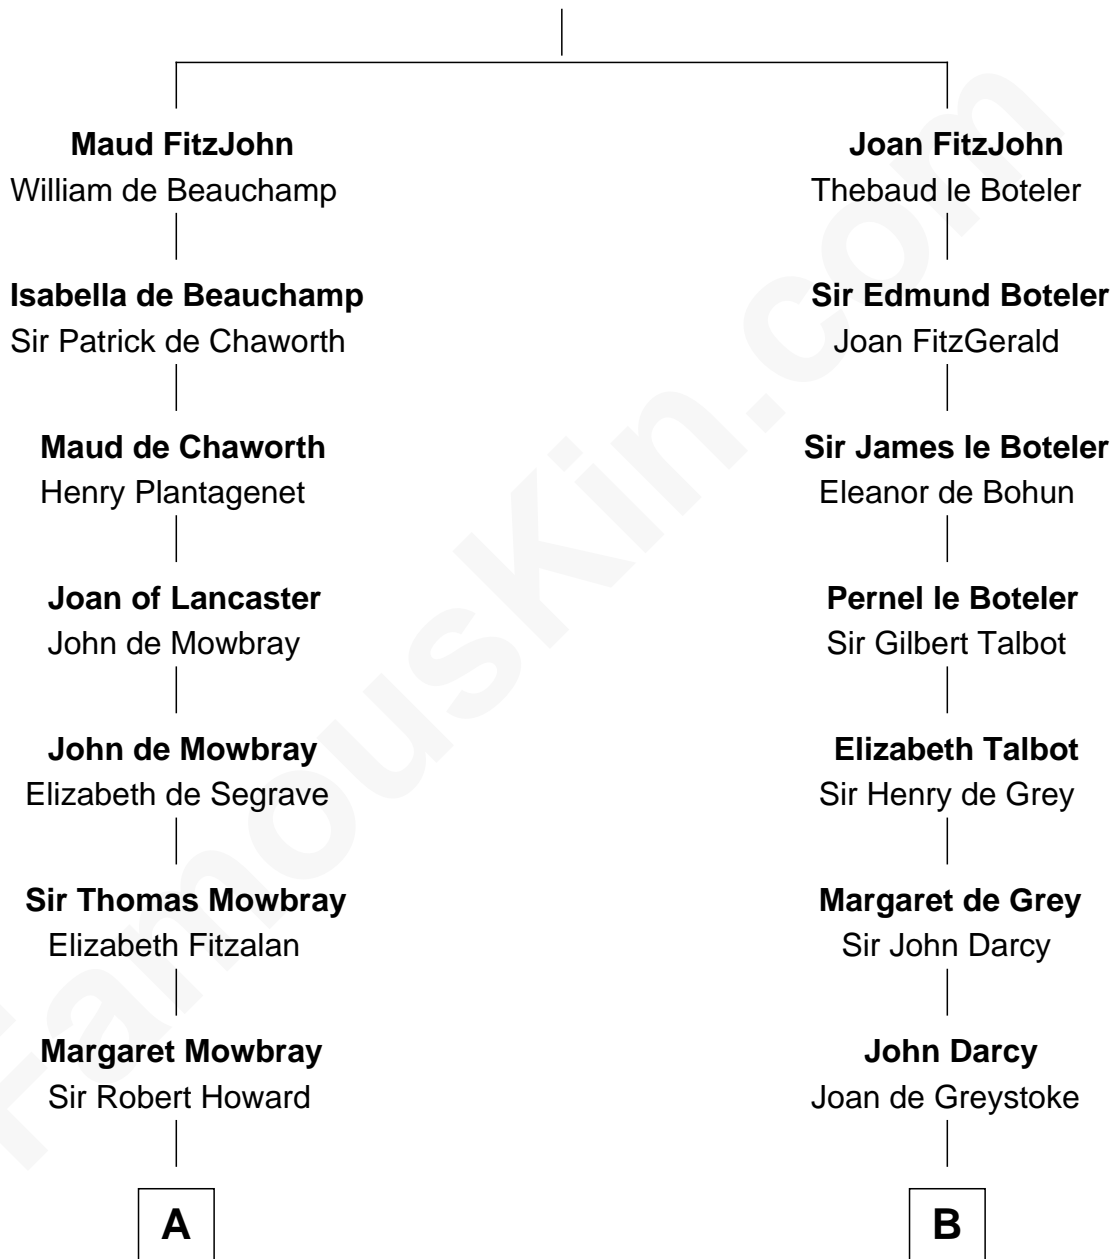 Maud FitzJohn
William de Beauchamp
Isabella de Beauchamp
Sir Patrick de Chaworth
Maud de Chaworth
Henry Plantagenet
Joan of Lancaster
John de Mowbray
John de Mowbray
Elizabeth de Segrave
Sir Thomas Mowbray
Elizabeth Fitzalan
Margaret Mowbray
Sir Robert Howard
A
Joan FitzJohn
Thebaud le Boteler
Sir Edmund Boteler
Joan FitzGerald
Sir James le Boteler
Eleanor de Bohun
Pernel le Boteler
Sir Gilbert Talbot
Elizabeth Talbot
Sir Henry de Grey
Margaret de Grey
Sir John Darcy
John Darcy
Joan de Greystoke
B
FamousKin.com